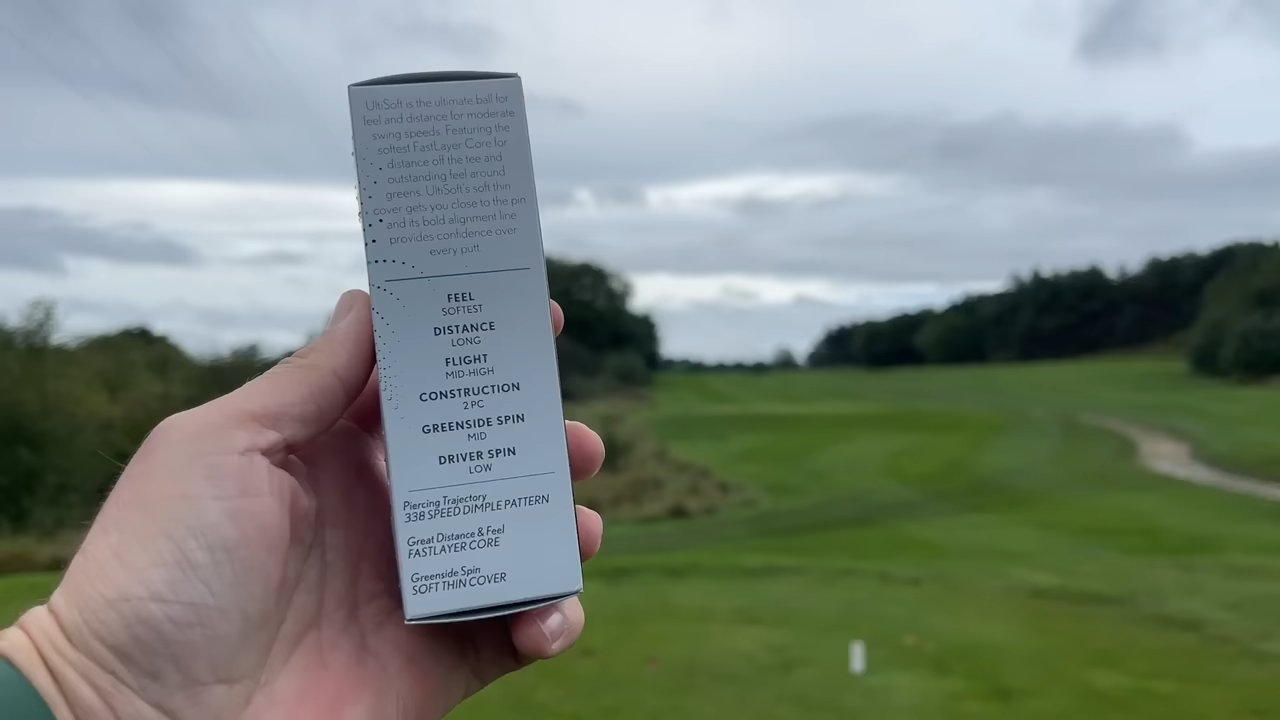 UltiSoft is the ultimate ball for
feel and distance for moderate
swing speeds. Featuring the
softest FastLayer Core for
distance off the tee and
outstanding feel around
greens. UltiSoft's soft thin
cover gets you close to the pin
and its bold alignment line
provides confidence over
every putt.
FEEL
SOFTEST
DISTANCE
LONG
FLIGHT
MID-HIGH
CONSTRUCTION
2 PC
GREENSIDE SPIN
MID
DRIVER SPIN
LOW
Piercing Trajectory
338 SPEED DIMPLE PATTERN
Great Distance & Feel
FASTLAYER CORE
Greenside Spin
SOFT THIN COVER